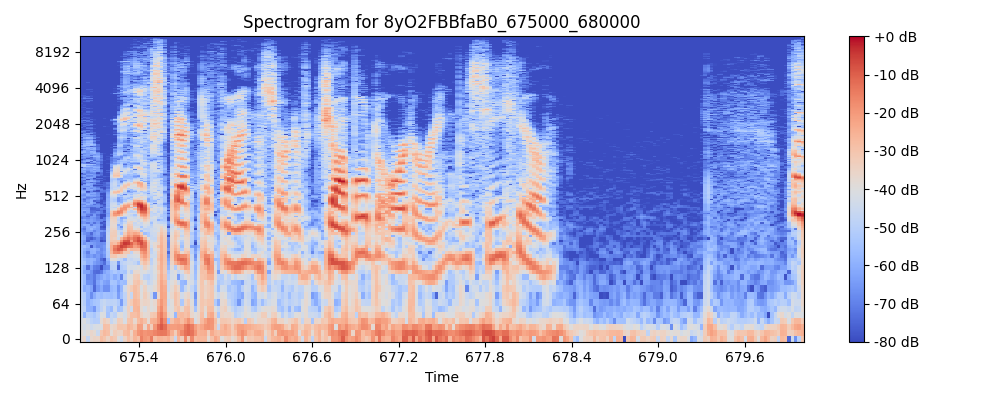 Spectrogram for 8yO2FBBfaB0_675000_680000
8192
4096
2048
1024
512
256
128
64
0
Hz
675.4 676.0 676.6 677.2 677.8 678.4 679.0 679.6
Time
+0 dB
-10 dB
-20 dB
-30 dB
-40 dB
-50 dB
-60 dB
-70 dB
-80 dB